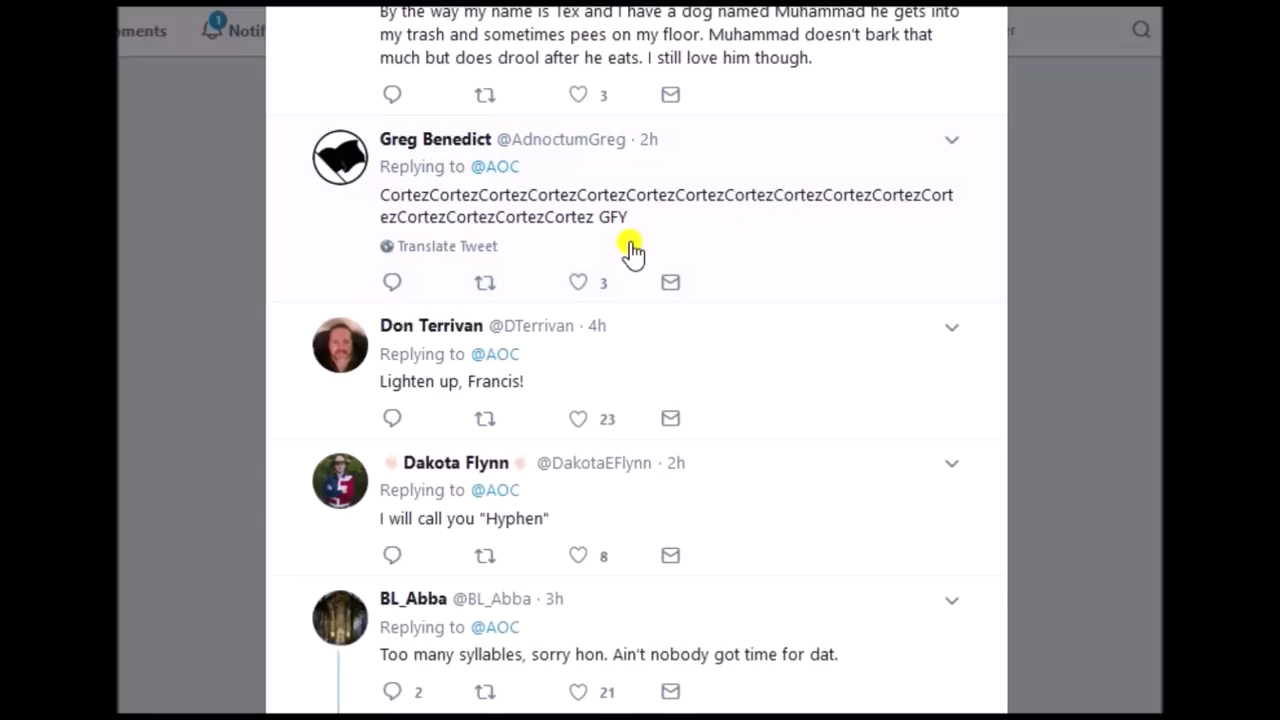 By the way my name is Tex and I have a dog named Muhammad he gets into
oments
1
Notif
er
my trash and sometimes pees on my floor. Muhammad doesn't bark that
much but does drool after he eats. I still love him though.
3
Greg Benedict @AdnoctumGreg · 2h
Replying to @AOC
CortezCortezCortezCortezCortezCortezCortezCortezCortezCortezCortezCort
ezCortezCortezCortezCortez GFY
Translate Tweet
3
Don Terrivan @DTerrivan · 4h
Replying to @AOC
Lighten up, Francis!
23
Dakota Flynn @DakotaEFlynn · 2h
Replying to @AOC
I will call you "Hyphen"
8
BL_Abba @BL_Abba · 3h
Replying to @AOC
Too many syllables, sorry hon. Ain't nobody got time for dat.
2 21